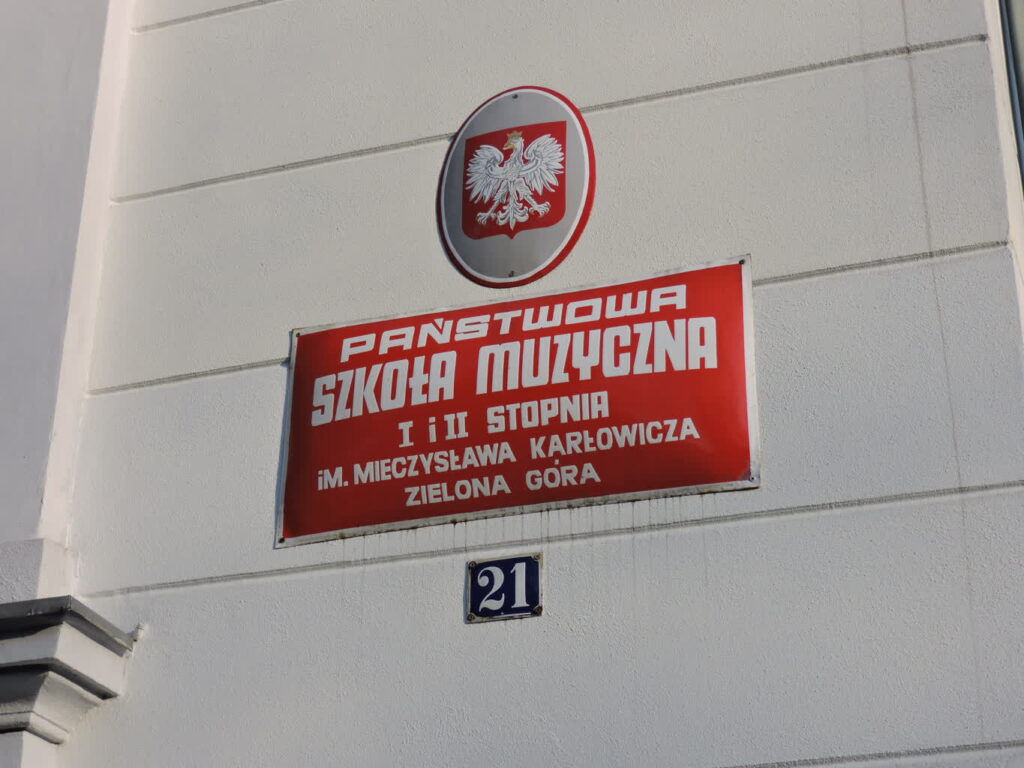 PAŃSTWOWA
SZKOŁA MUZYCZNA
I i II STOPNIA
iM. MIECZYSŁAWA KARŁOWICZA
ZIELONA GÓRA
21